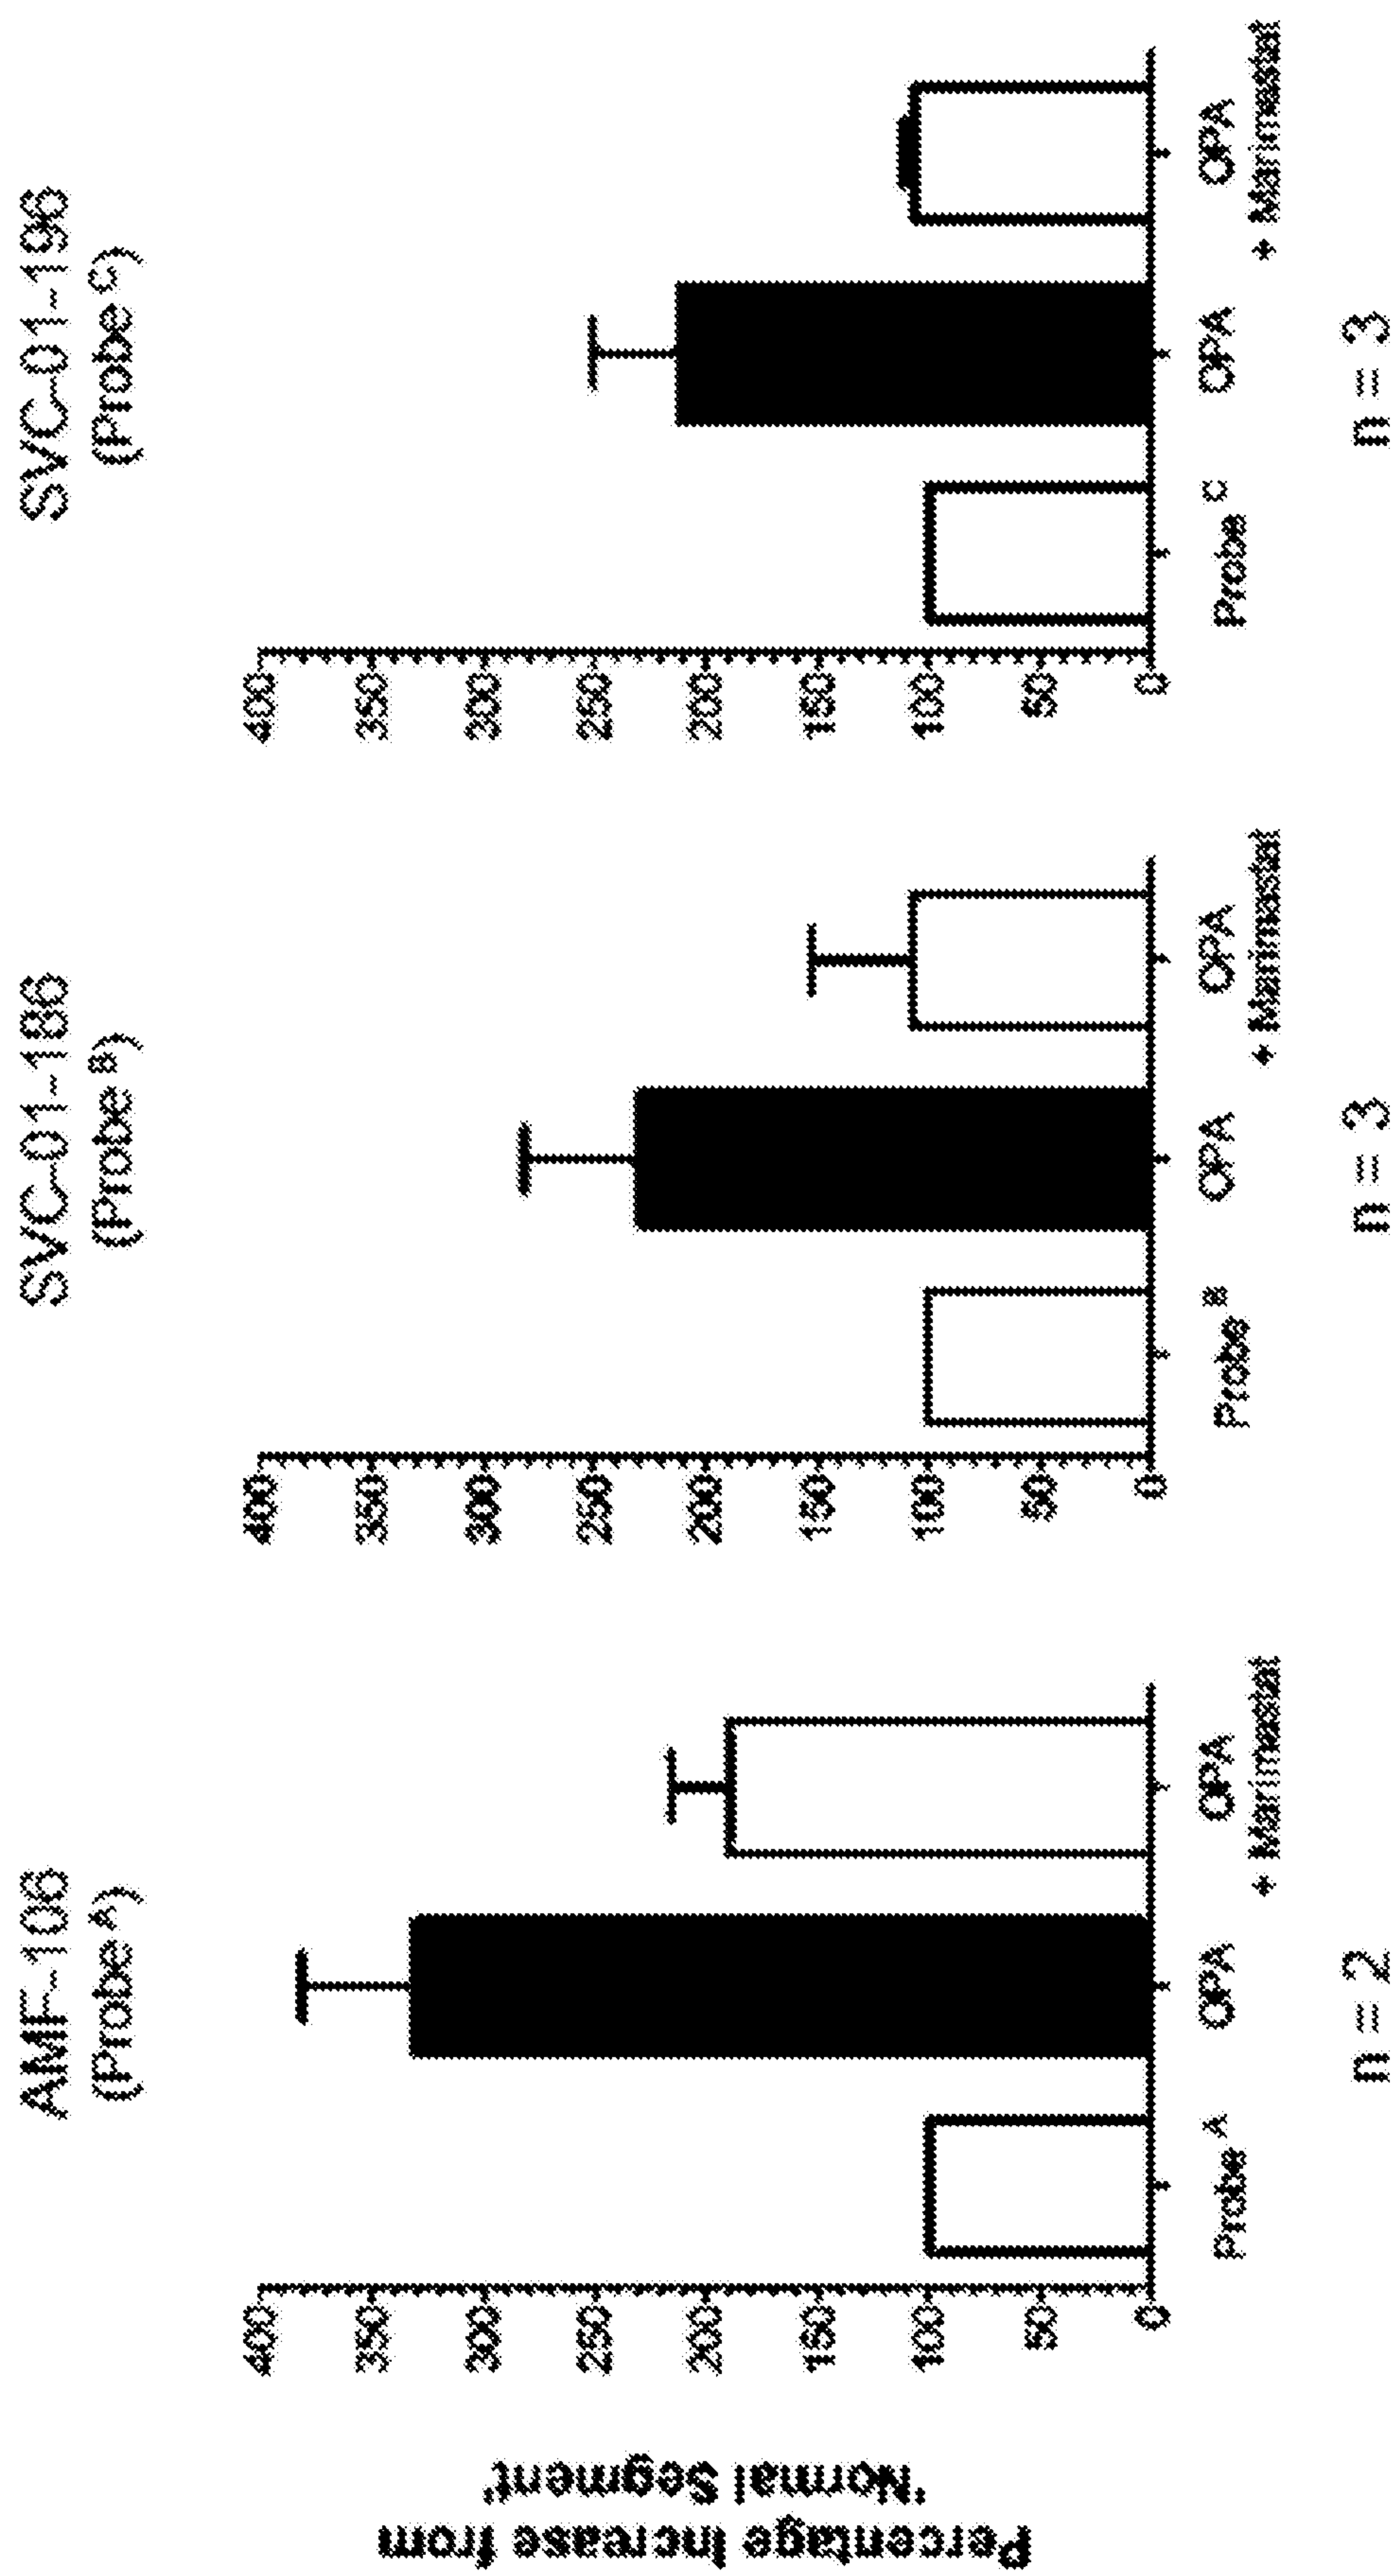 Percentage Increase from
"Normal Segment"
AMF-106
(Probe A)
400
350
300
250
200
150
100
50
0
Probe A
OPA
OPA
+ Marimastat
n = 2
SVC-01-186
(Probe B)
400
350
300
250
200
150
100
50
0
Probe B
OPA
OPA
+ Marimastat
n = 3
SVC-01-196
(Probe C)
400
350
300
250
200
150
100
50
0
Probe C
OPA
OPA
+ Marimastat
n = 3